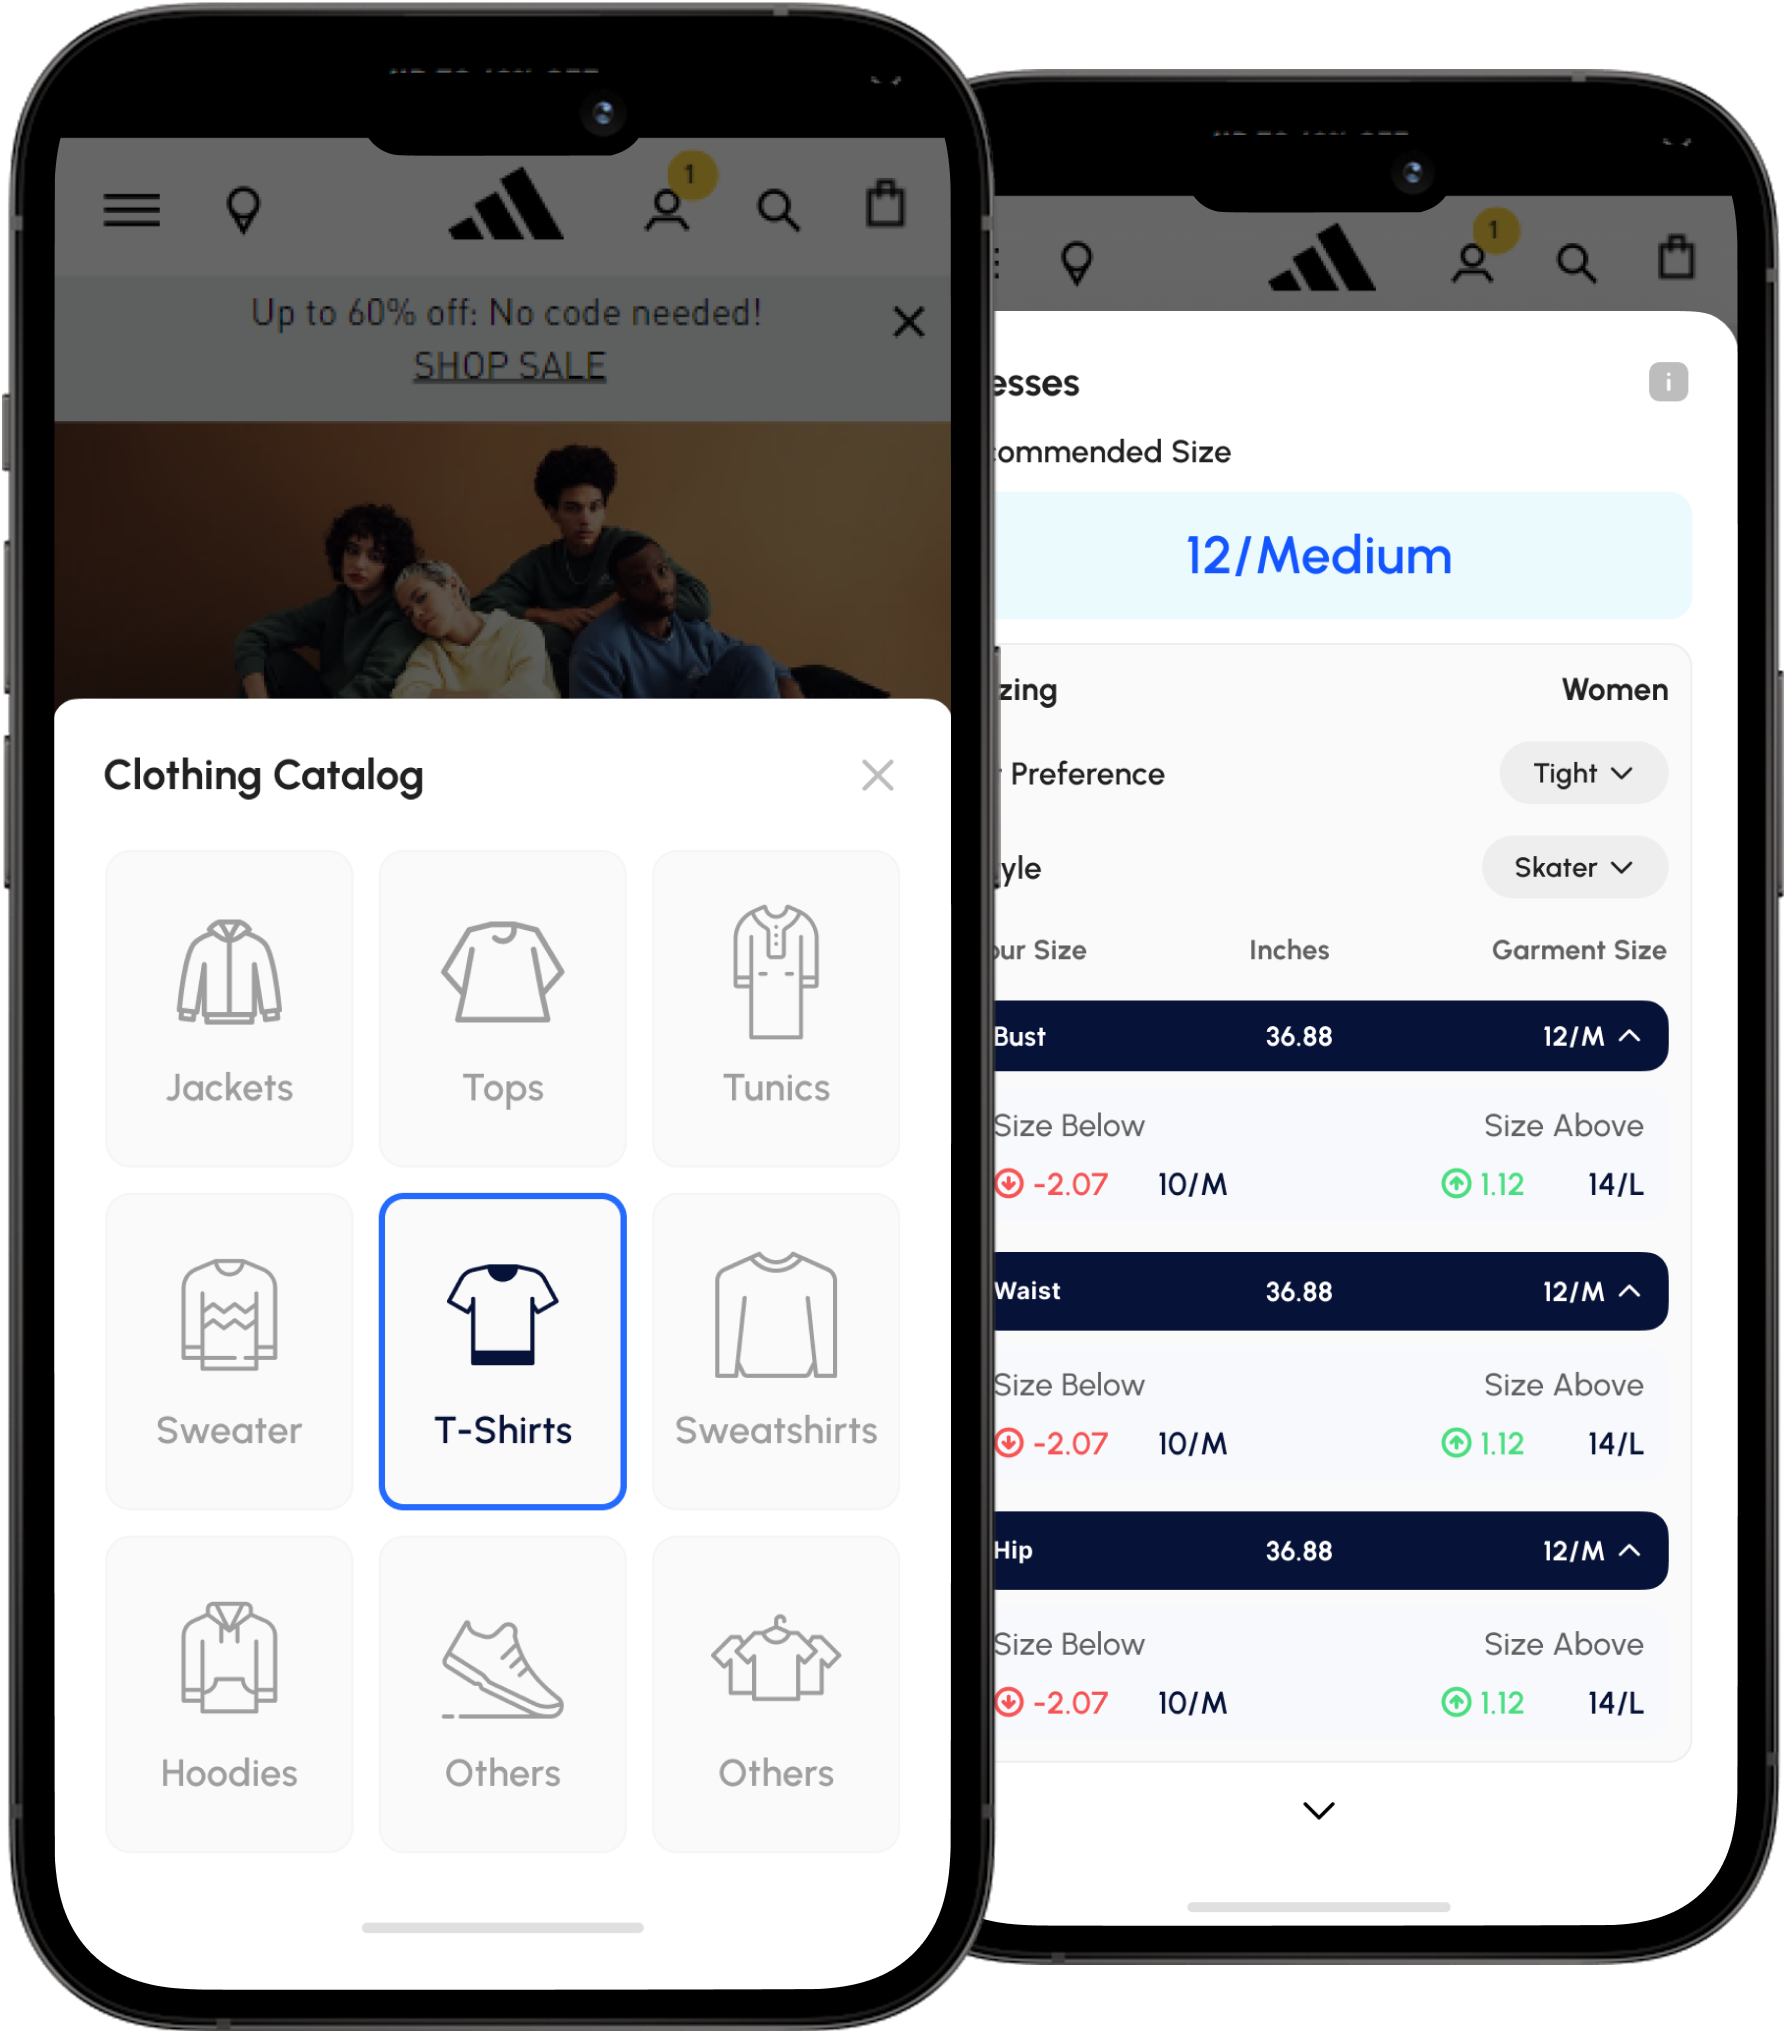 1
Up to 60% off: No code needed!
SHOP SALE
Clothing Catalog
Jackets
Tops
Tunics
Sweater
T-Shirts
Sweatshirts
Hoodies
Others
Others
1
esses
commended Size
12/Medium
zing
Women
Preference
Tight
yle
Skater
our Size
Inches
Garment Size
Bust
36.88
12/M
Size Below
Size Above
-2.07
10/M
1.12
14/L
Waist
36.88
12/M
Size Below
Size Above
-2.07
10/M
1.12
14/L
Hip
36.88
12/M
Size Below
Size Above
-2.07
10/M
1.12
14/L